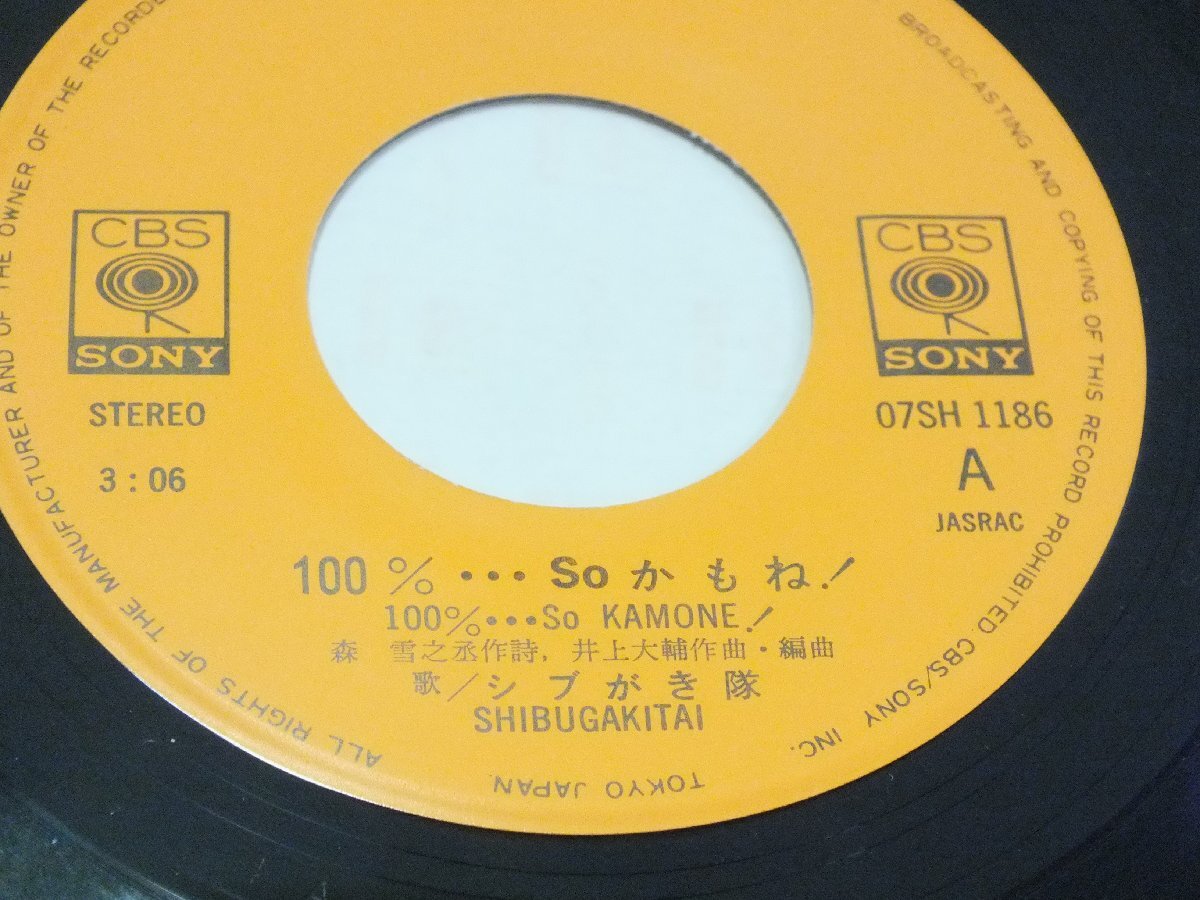 CBS
SONY
STEREO
3:06
CBS
SONY
07SH 1186
A
JASRAC
100%・・・Soかもね!
100%・・・So KAMONE!
森 雪之丞作詩, 井上大輔作曲・編曲
歌/シブがき隊
SHIBUGAKITAI
ALL RIGHTS OF THE MANUFACTURER AND OF THE OWNER OF THE RECORDE
BROADCASTING AND COPYING OF THIS RECORD PROHIBITED CBS/SONY INC.
TOKYO JAPAN.